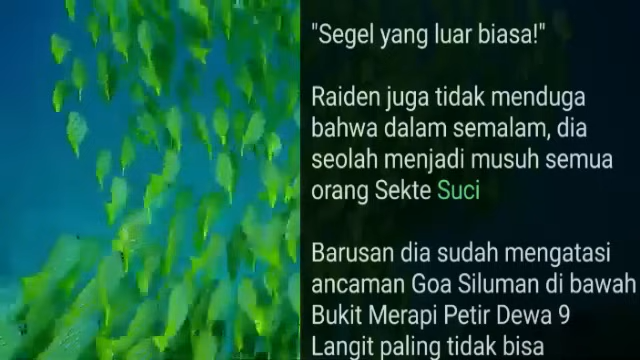 "Segel yang luar biasa!"
Raiden juga tidak menduga
bahwa dalam semalam, dia
seolah menjadi musuh semua
orang Sekte Suci
Barusan dia sudah mengatasi
ancaman Goa Siluman di bawah
Bukit Merapi Petir Dewa 9
Langit paling tidak bisa